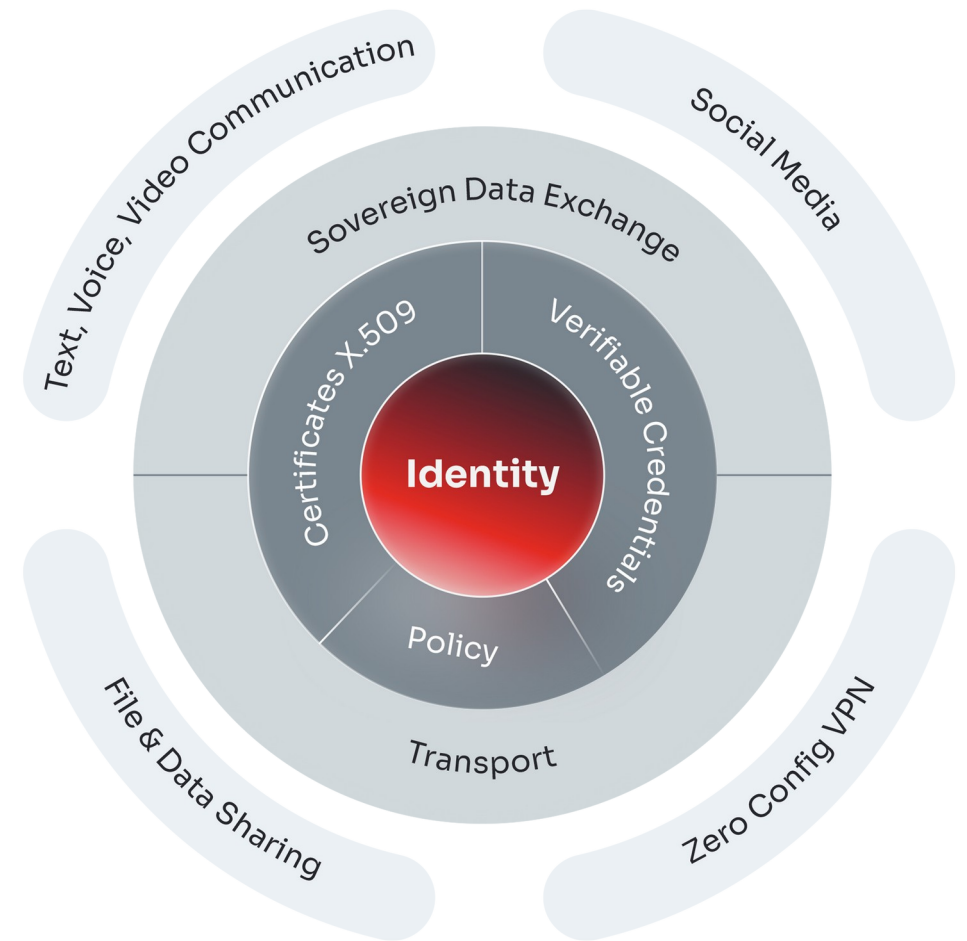 Text, Voice, Video Communication
Social Media
Sovereign Data Exchange
Certificates X.509
Verifiable Credentials
Identity
Policy
Transport
File & Data Sharing
Zero Config VPN